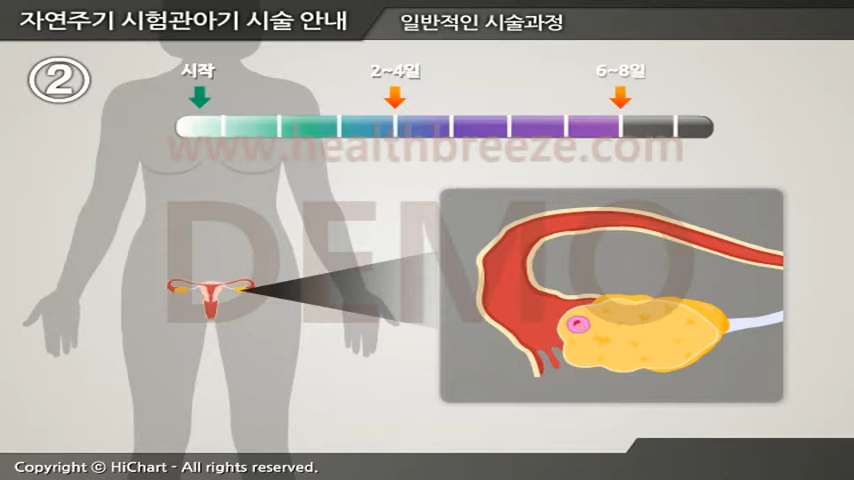 자연주기 시험관아기 시술 안내
일반적인 시술과정
②
시작
2~4일
6~8일
www.healthbreeze.com
DEMO
Copyright ⓒ HiChart - All rights reserved.